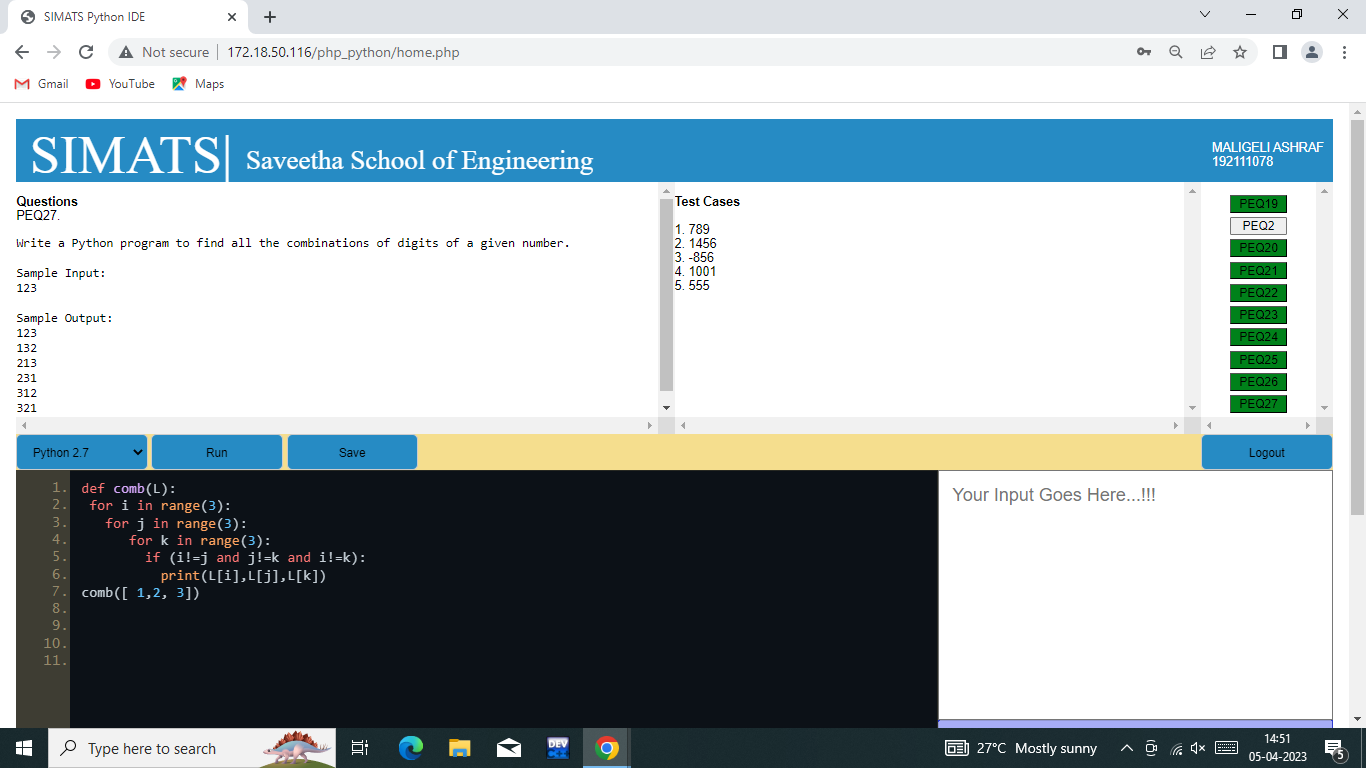 SIMATS Python IDE
Not secure
172.18.50.116/php_python/home.php
Gmail
YouTube
Maps
SIMATS| Saveetha School of Engineering
MALIGELI ASHRAF
192111078
Questions
PEQ27.
Write a Python program to find all the combinations of digits of a given number.
Sample Input:
123
Sample Output:
123
132
213
231
312
321
Test Cases
1. 789
2. 1456
3. -856
4. 1001
5. 555
PEQ19
PEQ2
PEQ20
PEQ21
PEQ22
PEQ23
PEQ24
PEQ25
PEQ26
PEQ27
Python 2.7
Run
Save
Logout
1. def comb(L):
2. for i in range(3):
3. for j in range(3):
4. for k in range(3):
5. if (i!=j and j!=k and i!=k):
6. print(L[i],L[j],L[k])
7. comb([ 1,2, 3])
8.
9.
10.
11.
Your Input Goes Here...!!!
Type here to search
DEV
27°C Mostly sunny
14:51
05-04-2023
5